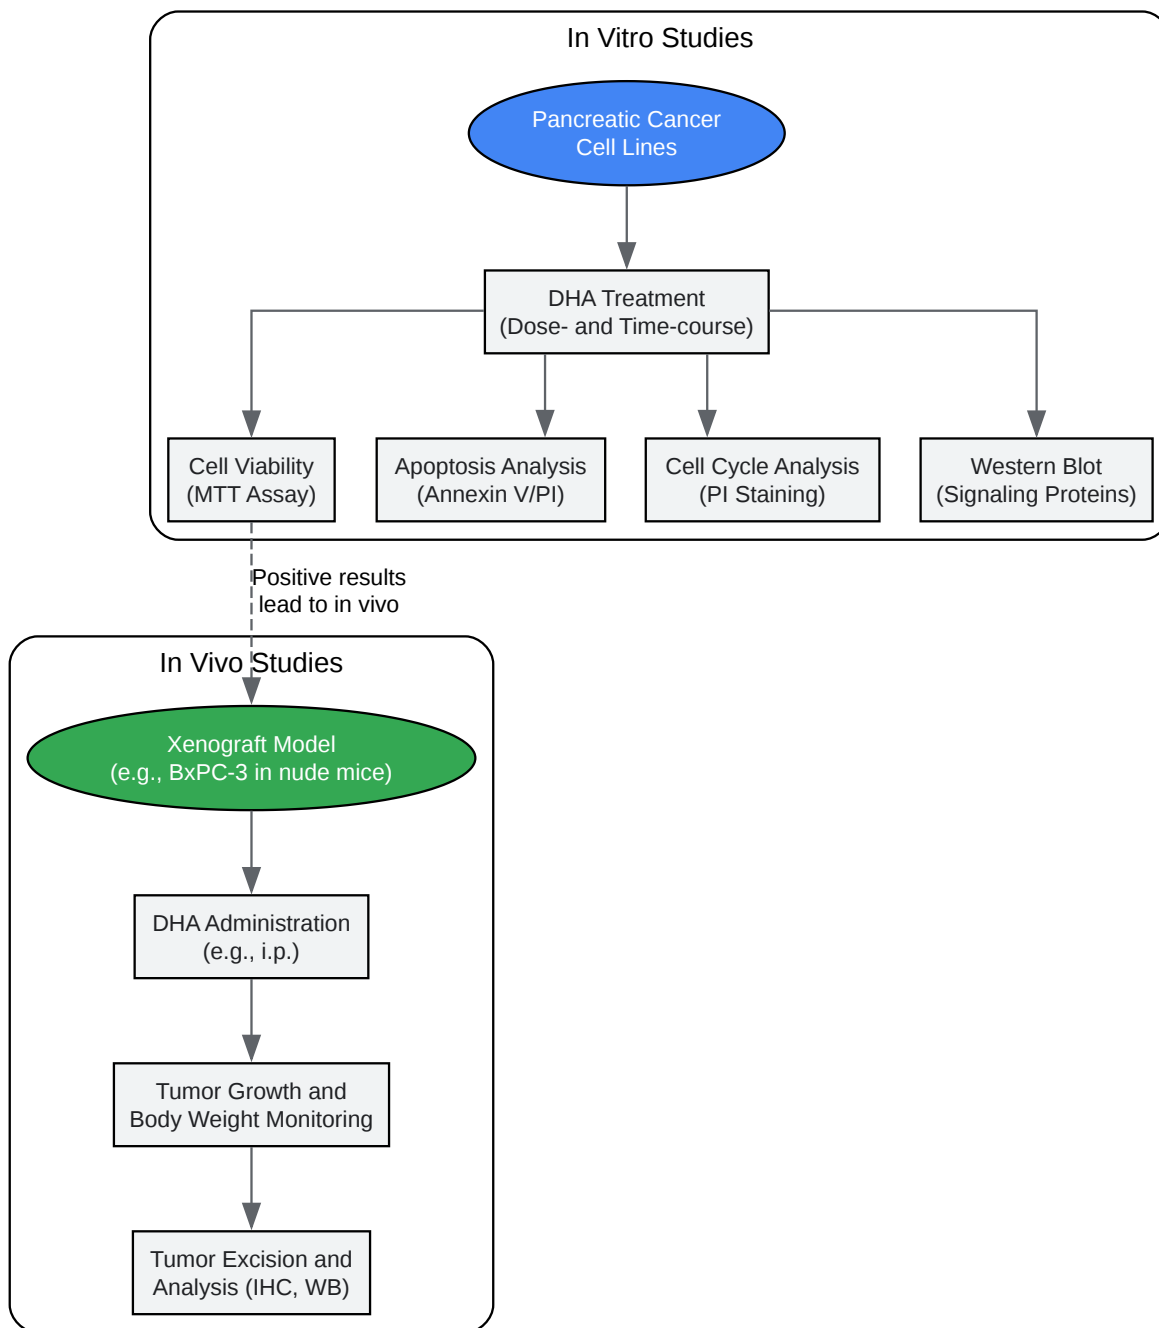 In Vitro Studies
Pancreatic Cancer
Cell Lines
DHA Treatment
(Dose- and Time-course)
Cell Viability
(MTT Assay)
Apoptosis Analysis
(Annexin V/PI)
Cell Cycle Analysis
(PI Staining)
Western Blot
(Signaling Proteins)
Positive results
lead to in vivo
In Vivo Studies
Xenograft Model
(e.g., BxPC-3 in nude mice)
DHA Administration
(e.g., i.p.)
Tumor Growth and
Body Weight Monitoring
Tumor Excision and
Analysis (IHC, WB)